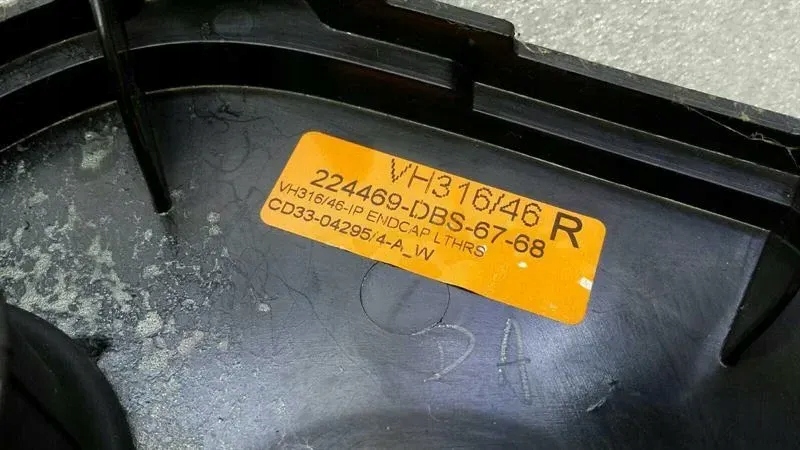 VH316/46 R
224469-DBS-67-68
VH316/46-IP ENDCAP LTHRS
CD33-04295/4-A_W